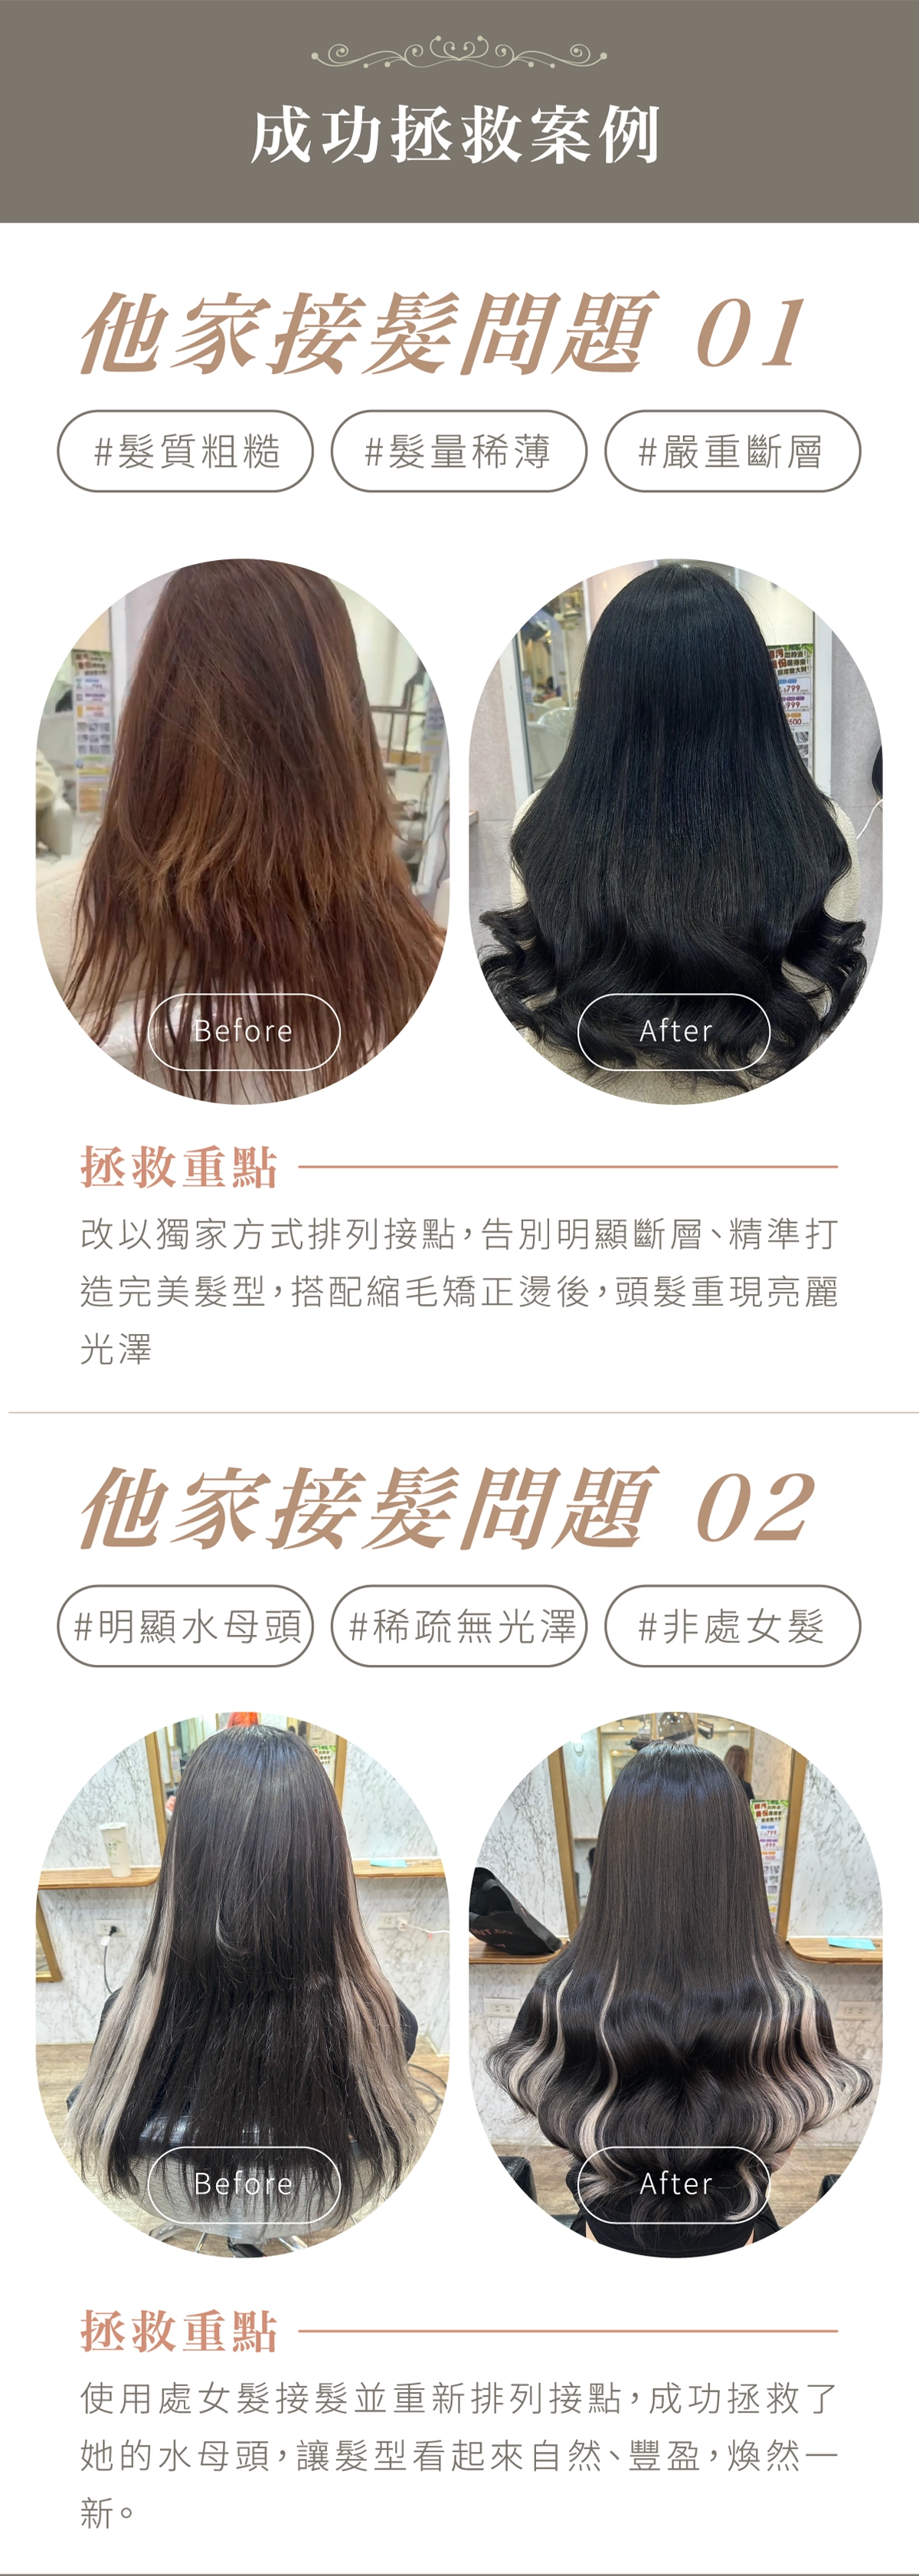 成功拯救案例
他家接髮問題 01
#髮質粗糙
#髮量稀薄
#嚴重斷層
Before
After
拯救重點
改以獨家方式排列接點，告別明顯斷層、精準打
造完美髮型，搭配縮毛矯正燙後，頭髮重現亮麗
光澤
他家接髮問題 02
#明顯水母頭
#稀疏無光澤
#非處女髮
Before
After
拯救重點
使用處女髮接髮並重新排列接點，成功拯救了
她的水母頭，讓髮型看起來自然、豐盈，煥然一
新。